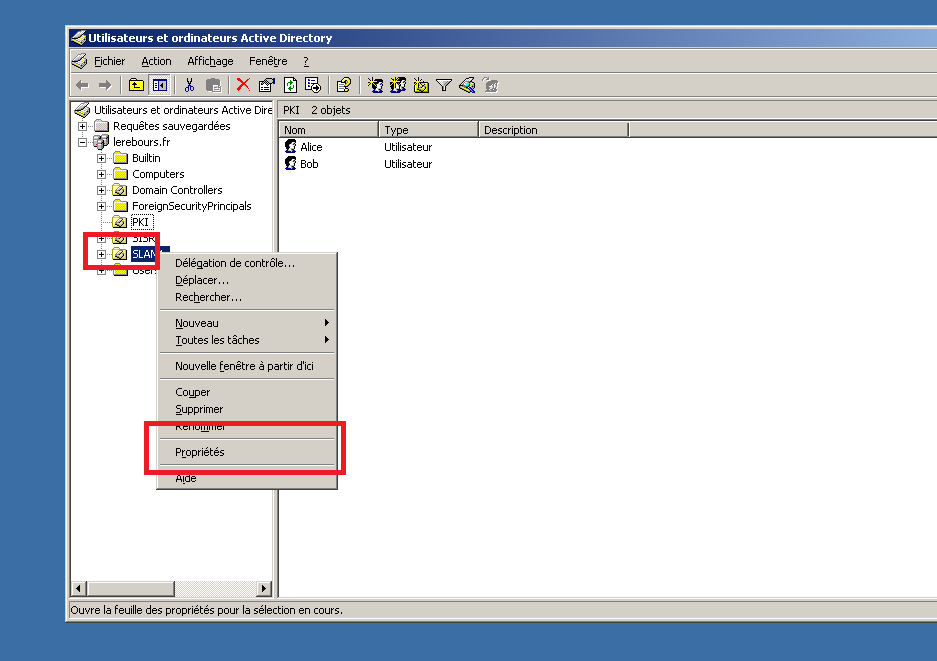 Utilisateurs et ordinateurs Active Directory
Fichier Action Affichage Fenêtre ?
Utilisateurs et ordinateurs Active Dire
PKI 2 objets
Requêtes sauvegardées
Nom Type Description
lerebours.fr
Alice Utilisateur
Builtin
Bob Utilisateur
Computers
Domain Controllers
ForeignSecurityPrincipals
PKI
SISR
SLAM
Users
Délégation de contrôle...
Déplacer...
Rechercher...
Nouveau
Toutes les tâches
Nouvelle fenêtre à partir d'ici
Couper
Supprimer
Renommer
Propriétés
Aide
Ouvre la feuille des propriétés pour la sélection en cours.